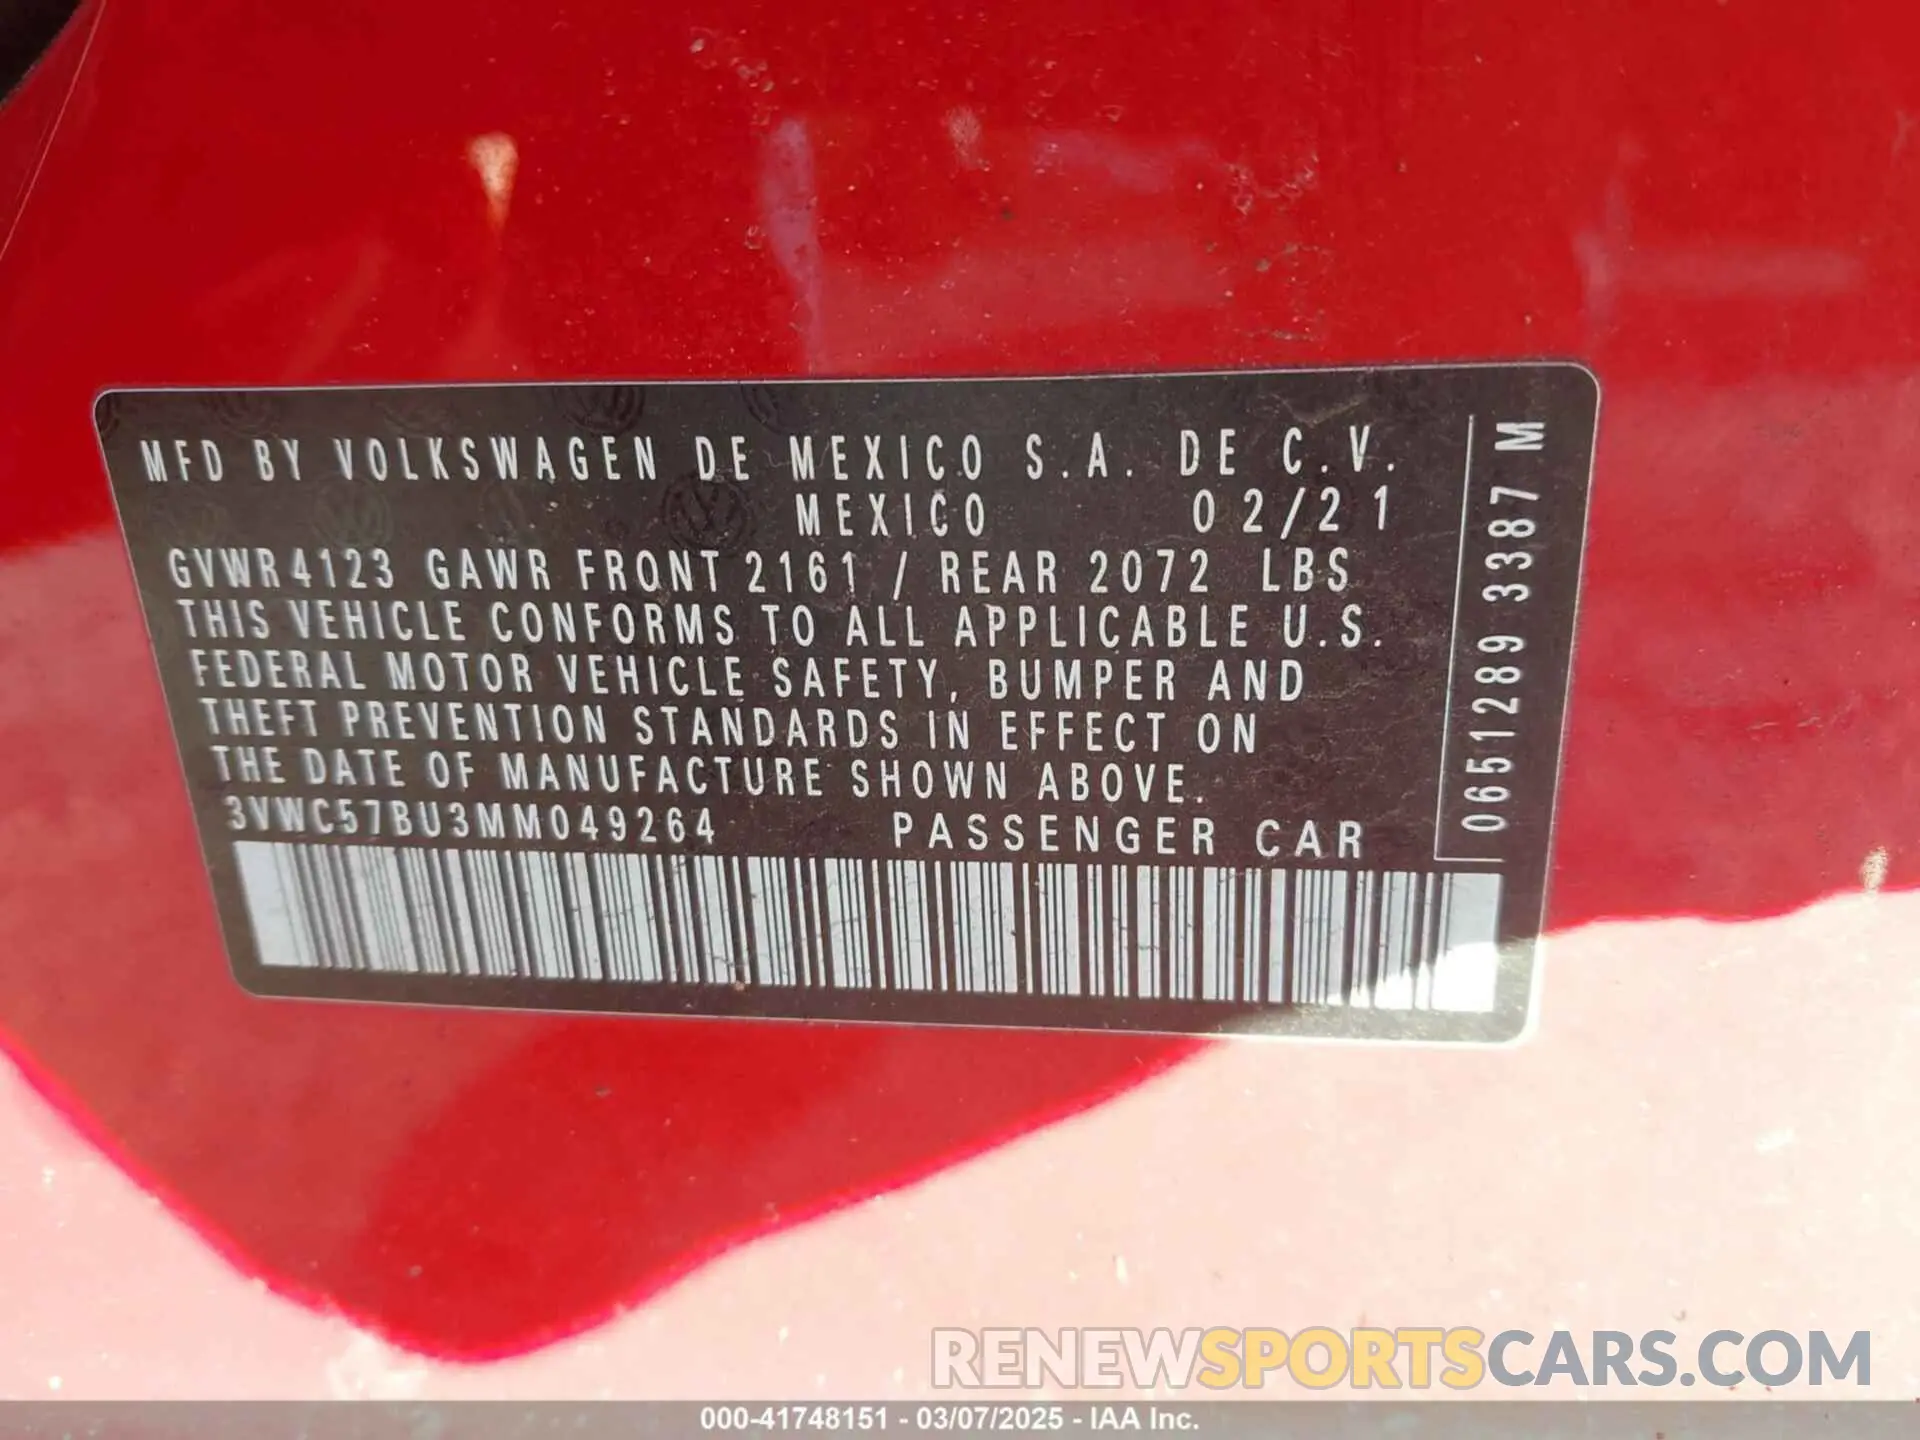 MFD BY VOLKSWAGEN DE MEXICO S.A. DE C.V.
MEXICO 02/21
GVWR 4123 GAWR FRONT 2161 / REAR 2072 LBS
THIS VEHICLE CONFORMS TO ALL APPLICABLE U.S.
FEDERAL MOTOR VEHICLE SAFETY, BUMPER AND
THEFT PREVENTION STANDARDS IN EFFECT ON
THE DATE OF MANUFACTURE SHOWN ABOVE.
3VWC57BU3MM049264 PASSENGER CAR
0651289 3387 M
RENEWSPORTSCARS.COM
000-41748151 - 03/07/2025 - IAA Inc.